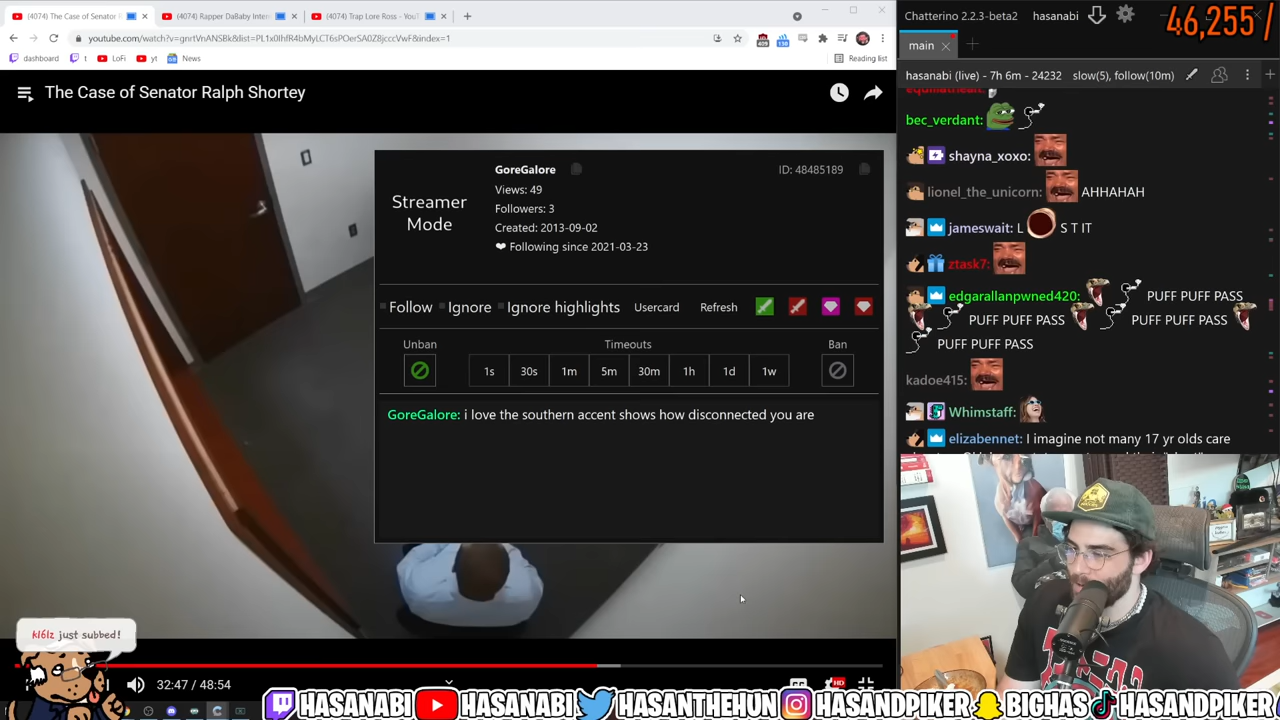 (4074) The Case of Senator R
(4074) Rapper DaBaby Inter
(4074) Trap Lore Ross - YouT
youtube.com/watch?v=gnrtVnANSBk&list=PL1x0lhfR4bMyLCT6sPOerSA0Z8jcccVwF&index=1
409
138
dashboard
t
LoFi
yt
News
Reading list
The Case of Senator Ralph Shortey
Streamer
Mode
GoreGalore
ID: 48485189
Views: 49
Followers: 3
Created: 2013-09-02
❤ Following since 2021-03-23
Follow
Ignore
Ignore highlights
Usercard
Refresh
Unban
Timeouts
Ban
1s
30s
1m
5m
30m
1h
1d
1w
GoreGalore: i love the southern accent shows how disconnected you are
kl6lz just subbed!
32:47 / 48:54
HD
Chatterino 2.2.3-beta2
hasanabi
46,255 /
main
hasanabi (live) - 7h 6m - 24232
slow(5), follow(10m)
bec_verdant:
shayna_xoxo:
lionel_the_unicorn: AHHAHAH
jameswait: L S T IT
ztask7:
edgarallanpwned420: PUFF PUFF PASS
PUFF PUFF PASS PUFF PUFF PASS
PUFF PUFF PASS
kadoe415:
Whimstaff:
elizabennet: I imagine not many 17 yr olds care
HASANABI
HASANABI
HASANTHEHUN
HASANDPIKER
BIGHAS
HASANDPIKER